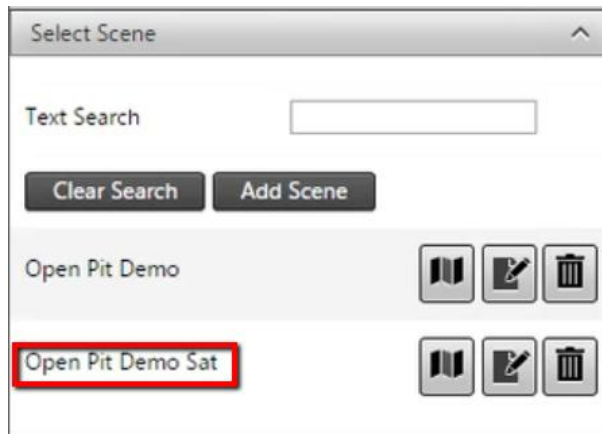 Select Scene
Text Search
Clear Search Add Scene
Open Pit Demo
Open Pit Demo Sat